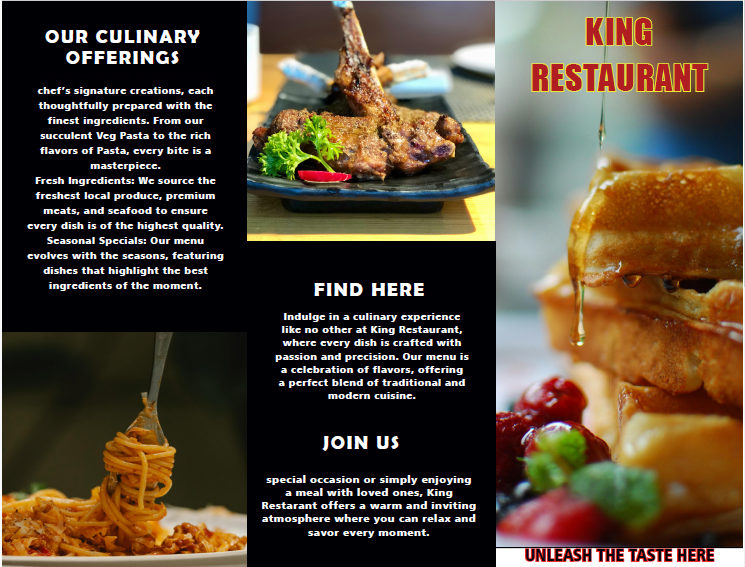 OUR CULINARY
OFFERINGS
chef's signature creations, each
thoughtfully prepared with the
finest ingredients. From our
succulent Veg Pasta to the rich
flavors of Pasta, every bite is a
masterpiece.
Fresh Ingredients: We source the
freshest local produce, premium
meats, and seafood to ensure
every dish is of the highest quality.
Seasonal Specials: Our menu
evolves with the seasons, featuring
dishes that highlight the best
ingredients of the moment.
FIND HERE
Indulge in a culinary experience
like no other at King Restaurant,
where every dish is crafted with
passion and precision. Our menu is
a celebration of flavors, offering
a perfect blend of traditional and
modern cuisine.
JOIN US
special occasion or simply enjoying
a meal with loved ones, King
Restarant offers a warm and inviting
atmosphere where you can relax and
savor every moment.
KING
RESTAURANT
UNLEASH THE TASTE HERE